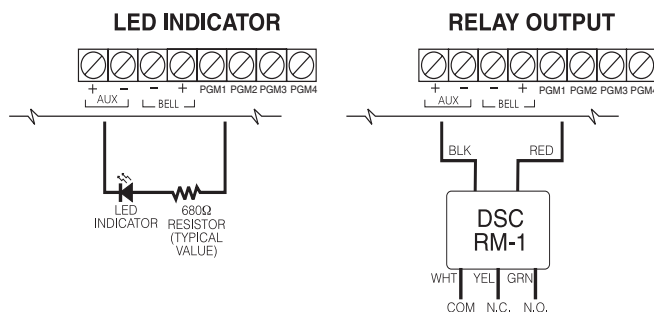 LED INDICATOR
+ − − + PGM1 PGM2 PGM3 PGM4
AUX BELL
LED
INDICATOR
680Ω
RESISTOR
(TYPICAL
VALUE)
RELAY OUTPUT
+ − − + PGM1 PGM2 PGM3 PGM4
AUX BELL
BLK RED
DSC
RM-1
WHT YEL GRN
COM N.C. N.O.